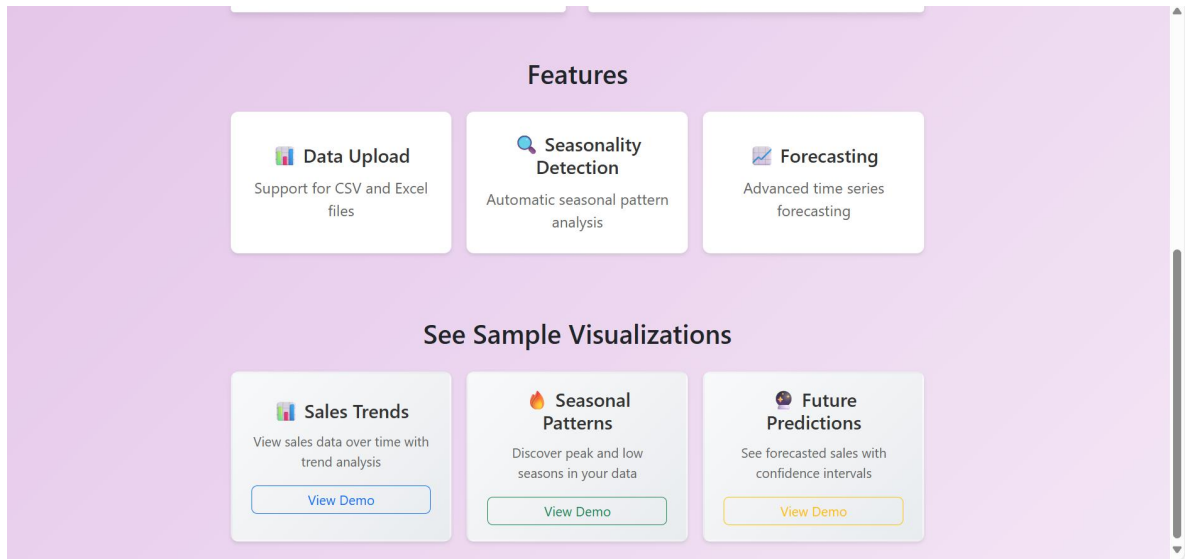 Features
Data Upload
Support for CSV and Excel
files
Seasonality
Detection
Automatic seasonal pattern
analysis
Forecasting
Advanced time series
forecasting
See Sample Visualizations
Sales Trends
View sales data over time with
trend analysis
View Demo
Seasonal
Patterns
Discover peak and low
seasons in your data
View Demo
Future
Predictions
See forecasted sales with
confidence intervals
View Demo